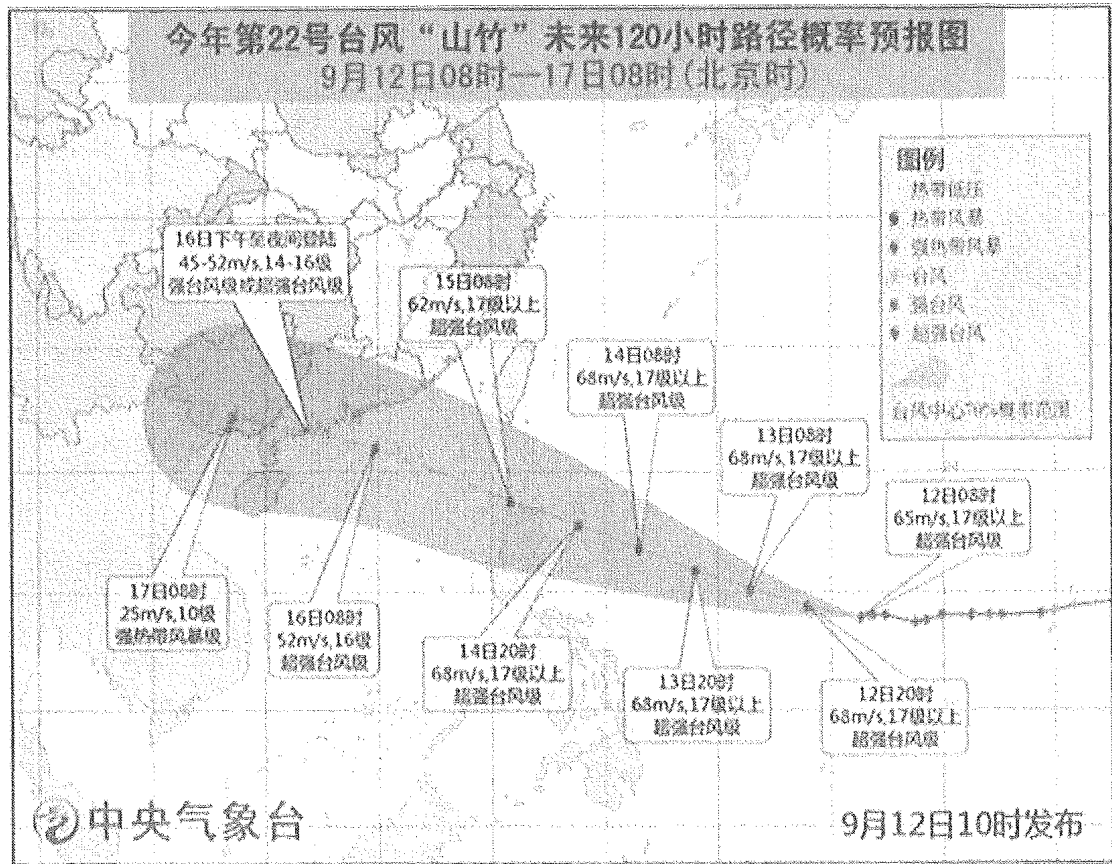 今年第22号台风“山竹”未来120小时路径概率预报图
9月12日08时—17日08时(北京时)
图例
热带低压
热带风暴
强热带风暴
台风
强台风
超强台风
台风中心70%概率范围
16日下午至夜间登陆
45-52m/s,14-16级
强台风级或超强台风级
15日08时
62m/s,17级以上
超强台风级
14日08时
68m/s,17级以上
超强台风级
13日08时
68m/s,17级以上
超强台风级
12日08时
65m/s,17级以上
超强台风级
17日08时
25m/s,10级
强热带风暴级
16日08时
52m/s,16级
超强台风级
14日20时
68m/s,17级以上
超强台风级
13日20时
68m/s,17级以上
超强台风级
12日20时
68m/s,17级以上
超强台风级
中央气象台
9月12日10时发布